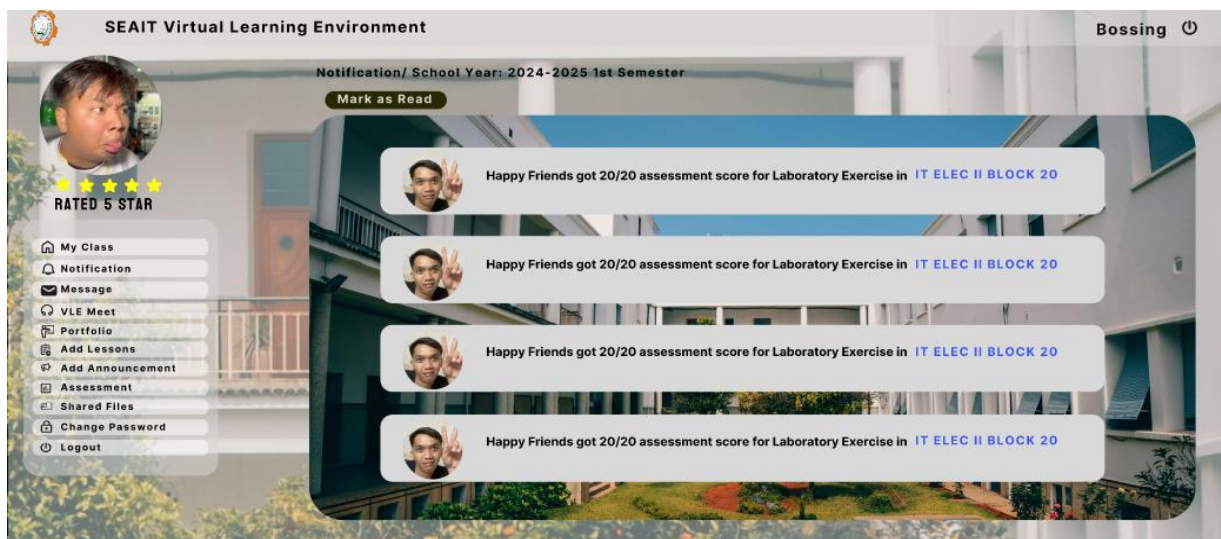 SEAIT Virtual Learning Environment
Bossing
Notification/ School Year: 2024-2025 1st Semester
Mark as Read
RATED 5 STAR
My Class
Notification
Message
VLE Meet
Portfolio
Add Lessons
Add Announcement
Assessment
Shared Files
Change Password
Logout
Happy Friends got 20/20 assessment score for Laboratory Exercise in IT ELEC II BLOCK 20
Happy Friends got 20/20 assessment score for Laboratory Exercise in IT ELEC II BLOCK 20
Happy Friends got 20/20 assessment score for Laboratory Exercise in IT ELEC II BLOCK 20
Happy Friends got 20/20 assessment score for Laboratory Exercise in IT ELEC II BLOCK 20